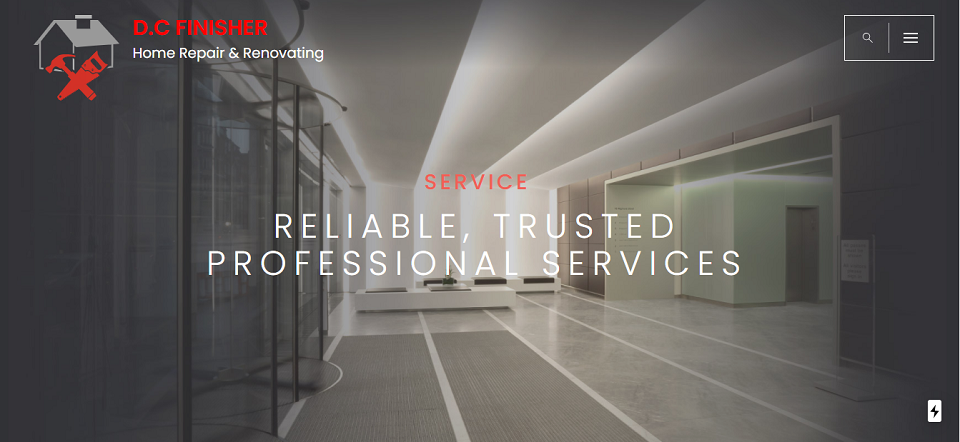 D.C FINISHER
Home Repair & Renovating
SERVICE
RELIABLE, TRUSTED
PROFESSIONAL SERVICES